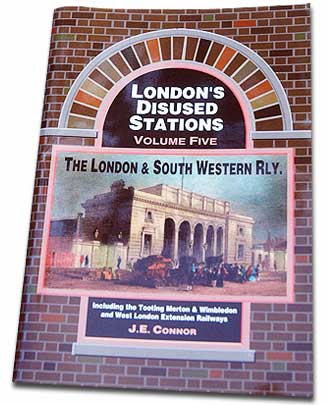 LONDON'S
DISUSED
STATIONS
VOLUME FIVE
THE LONDON & SOUTH WESTERN RLY.
Including the Tooting Merton & Wimbledon
and West London Extension Railways
J.E. CONNOR